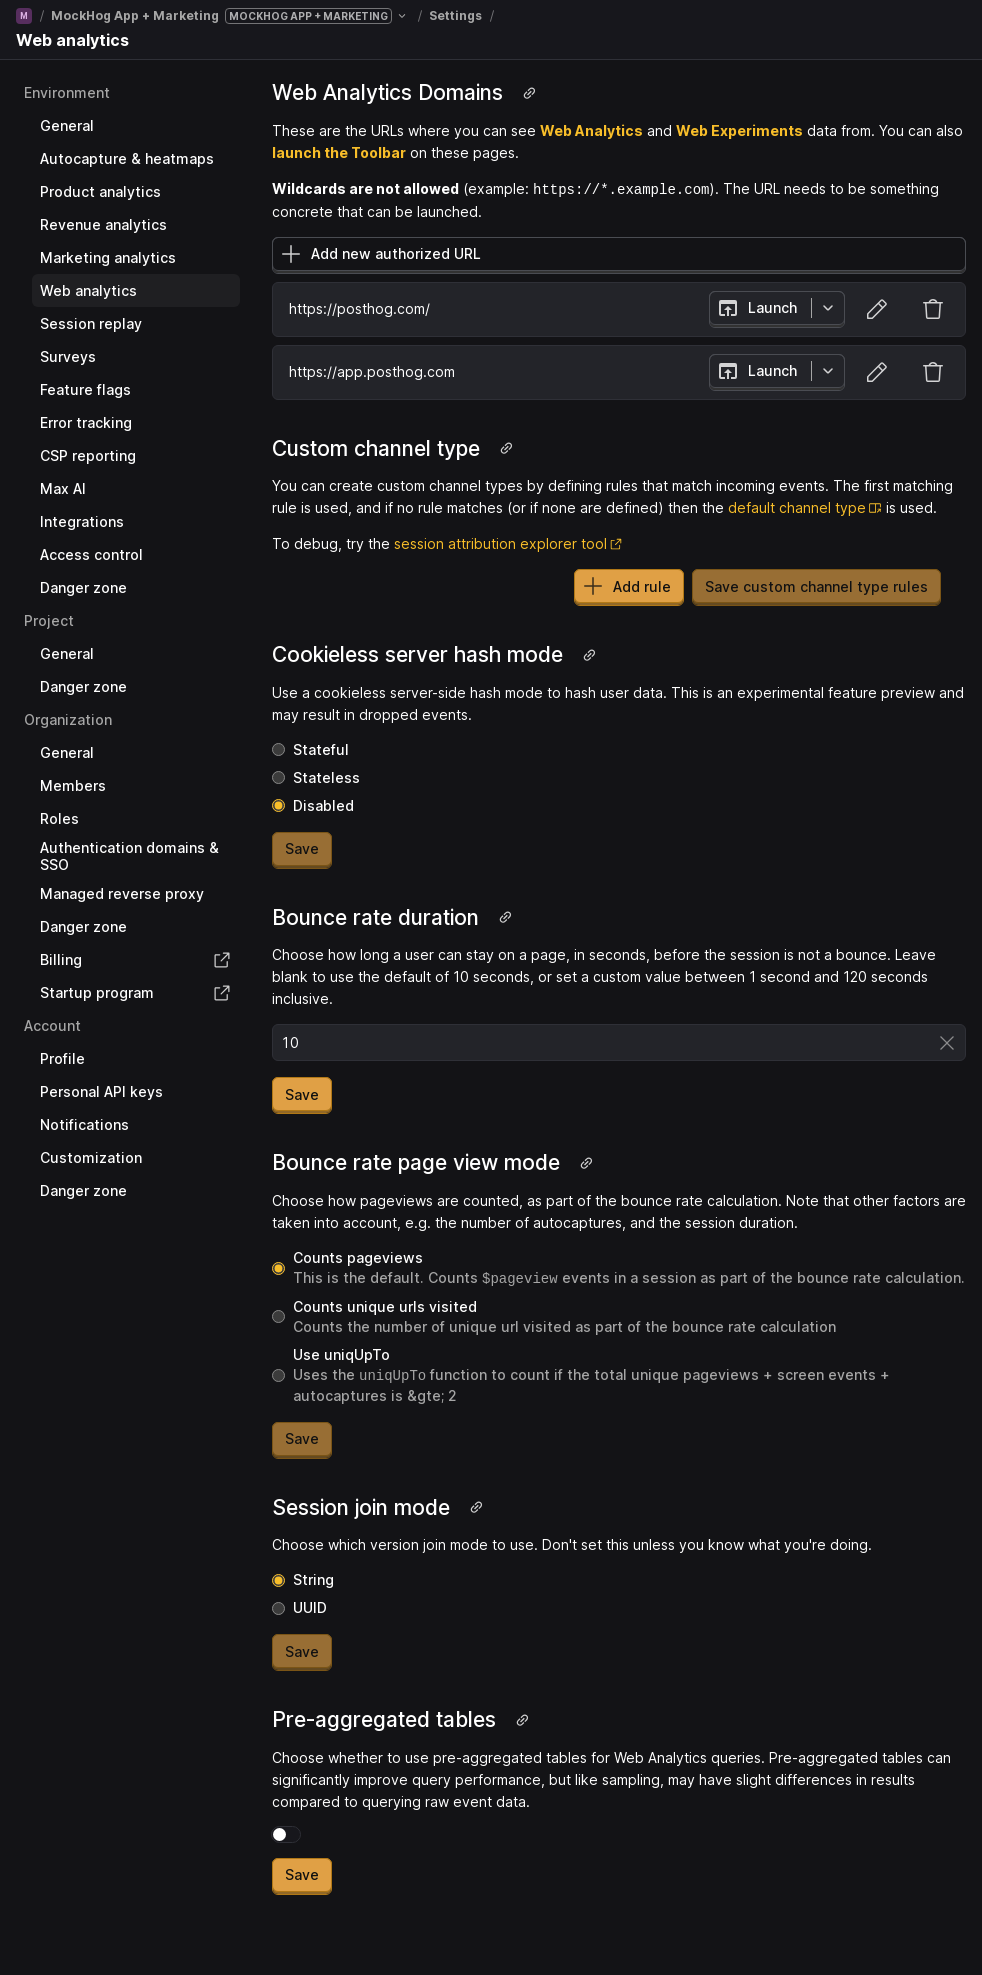 M / MockHog App + Marketing MOCKHOG APP + MARKETING / Settings /
Web analytics
Environment
General
Autocapture & heatmaps
Product analytics
Revenue analytics
Marketing analytics
Web analytics
Session replay
Surveys
Feature flags
Error tracking
CSP reporting
Max AI
Integrations
Access control
Danger zone
Project
General
Danger zone
Organization
General
Members
Roles
Authentication domains &
SSO
Managed reverse proxy
Danger zone
Billing
Startup program
Account
Profile
Personal API keys
Notifications
Customization
Danger zone
Web Analytics Domains
These are the URLs where you can see Web Analytics and Web Experiments data from. You can also
launch the Toolbar on these pages.
Wildcards are not allowed (example: https://*.example.com). The URL needs to be something
concrete that can be launched.
Add new authorized URL
https://posthog.com/ Launch
https://app.posthog.com Launch
Custom channel type
You can create custom channel types by defining rules that match incoming events. The first matching
rule is used, and if no rule matches (or if none are defined) then the default channel type is used.
To debug, try the session attribution explorer tool
Add rule Save custom channel type rules
Cookieless server hash mode
Use a cookieless server-side hash mode to hash user data. This is an experimental feature preview and
may result in dropped events.
Stateful
Stateless
Disabled
Save
Bounce rate duration
Choose how long a user can stay on a page, in seconds, before the session is not a bounce. Leave
blank to use the default of 10 seconds, or set a custom value between 1 second and 120 seconds
inclusive.
10
Save
Bounce rate page view mode
Choose how pageviews are counted, as part of the bounce rate calculation. Note that other factors are
taken into account, e.g. the number of autocaptures, and the session duration.
Counts pageviews
This is the default. Counts $pageview events in a session as part of the bounce rate calculation.
Counts unique urls visited
Counts the number of unique url visited as part of the bounce rate calculation
Use uniqUpTo
Uses the uniqUpTo function to count if the total unique pageviews + screen events +
autocaptures is &gte; 2
Save
Session join mode
Choose which version join mode to use. Don't set this unless you know what you're doing.
String
UUID
Save
Pre-aggregated tables
Choose whether to use pre-aggregated tables for Web Analytics queries. Pre-aggregated tables can
significantly improve query performance, but like sampling, may have slight differences in results
compared to querying raw event data.
Save